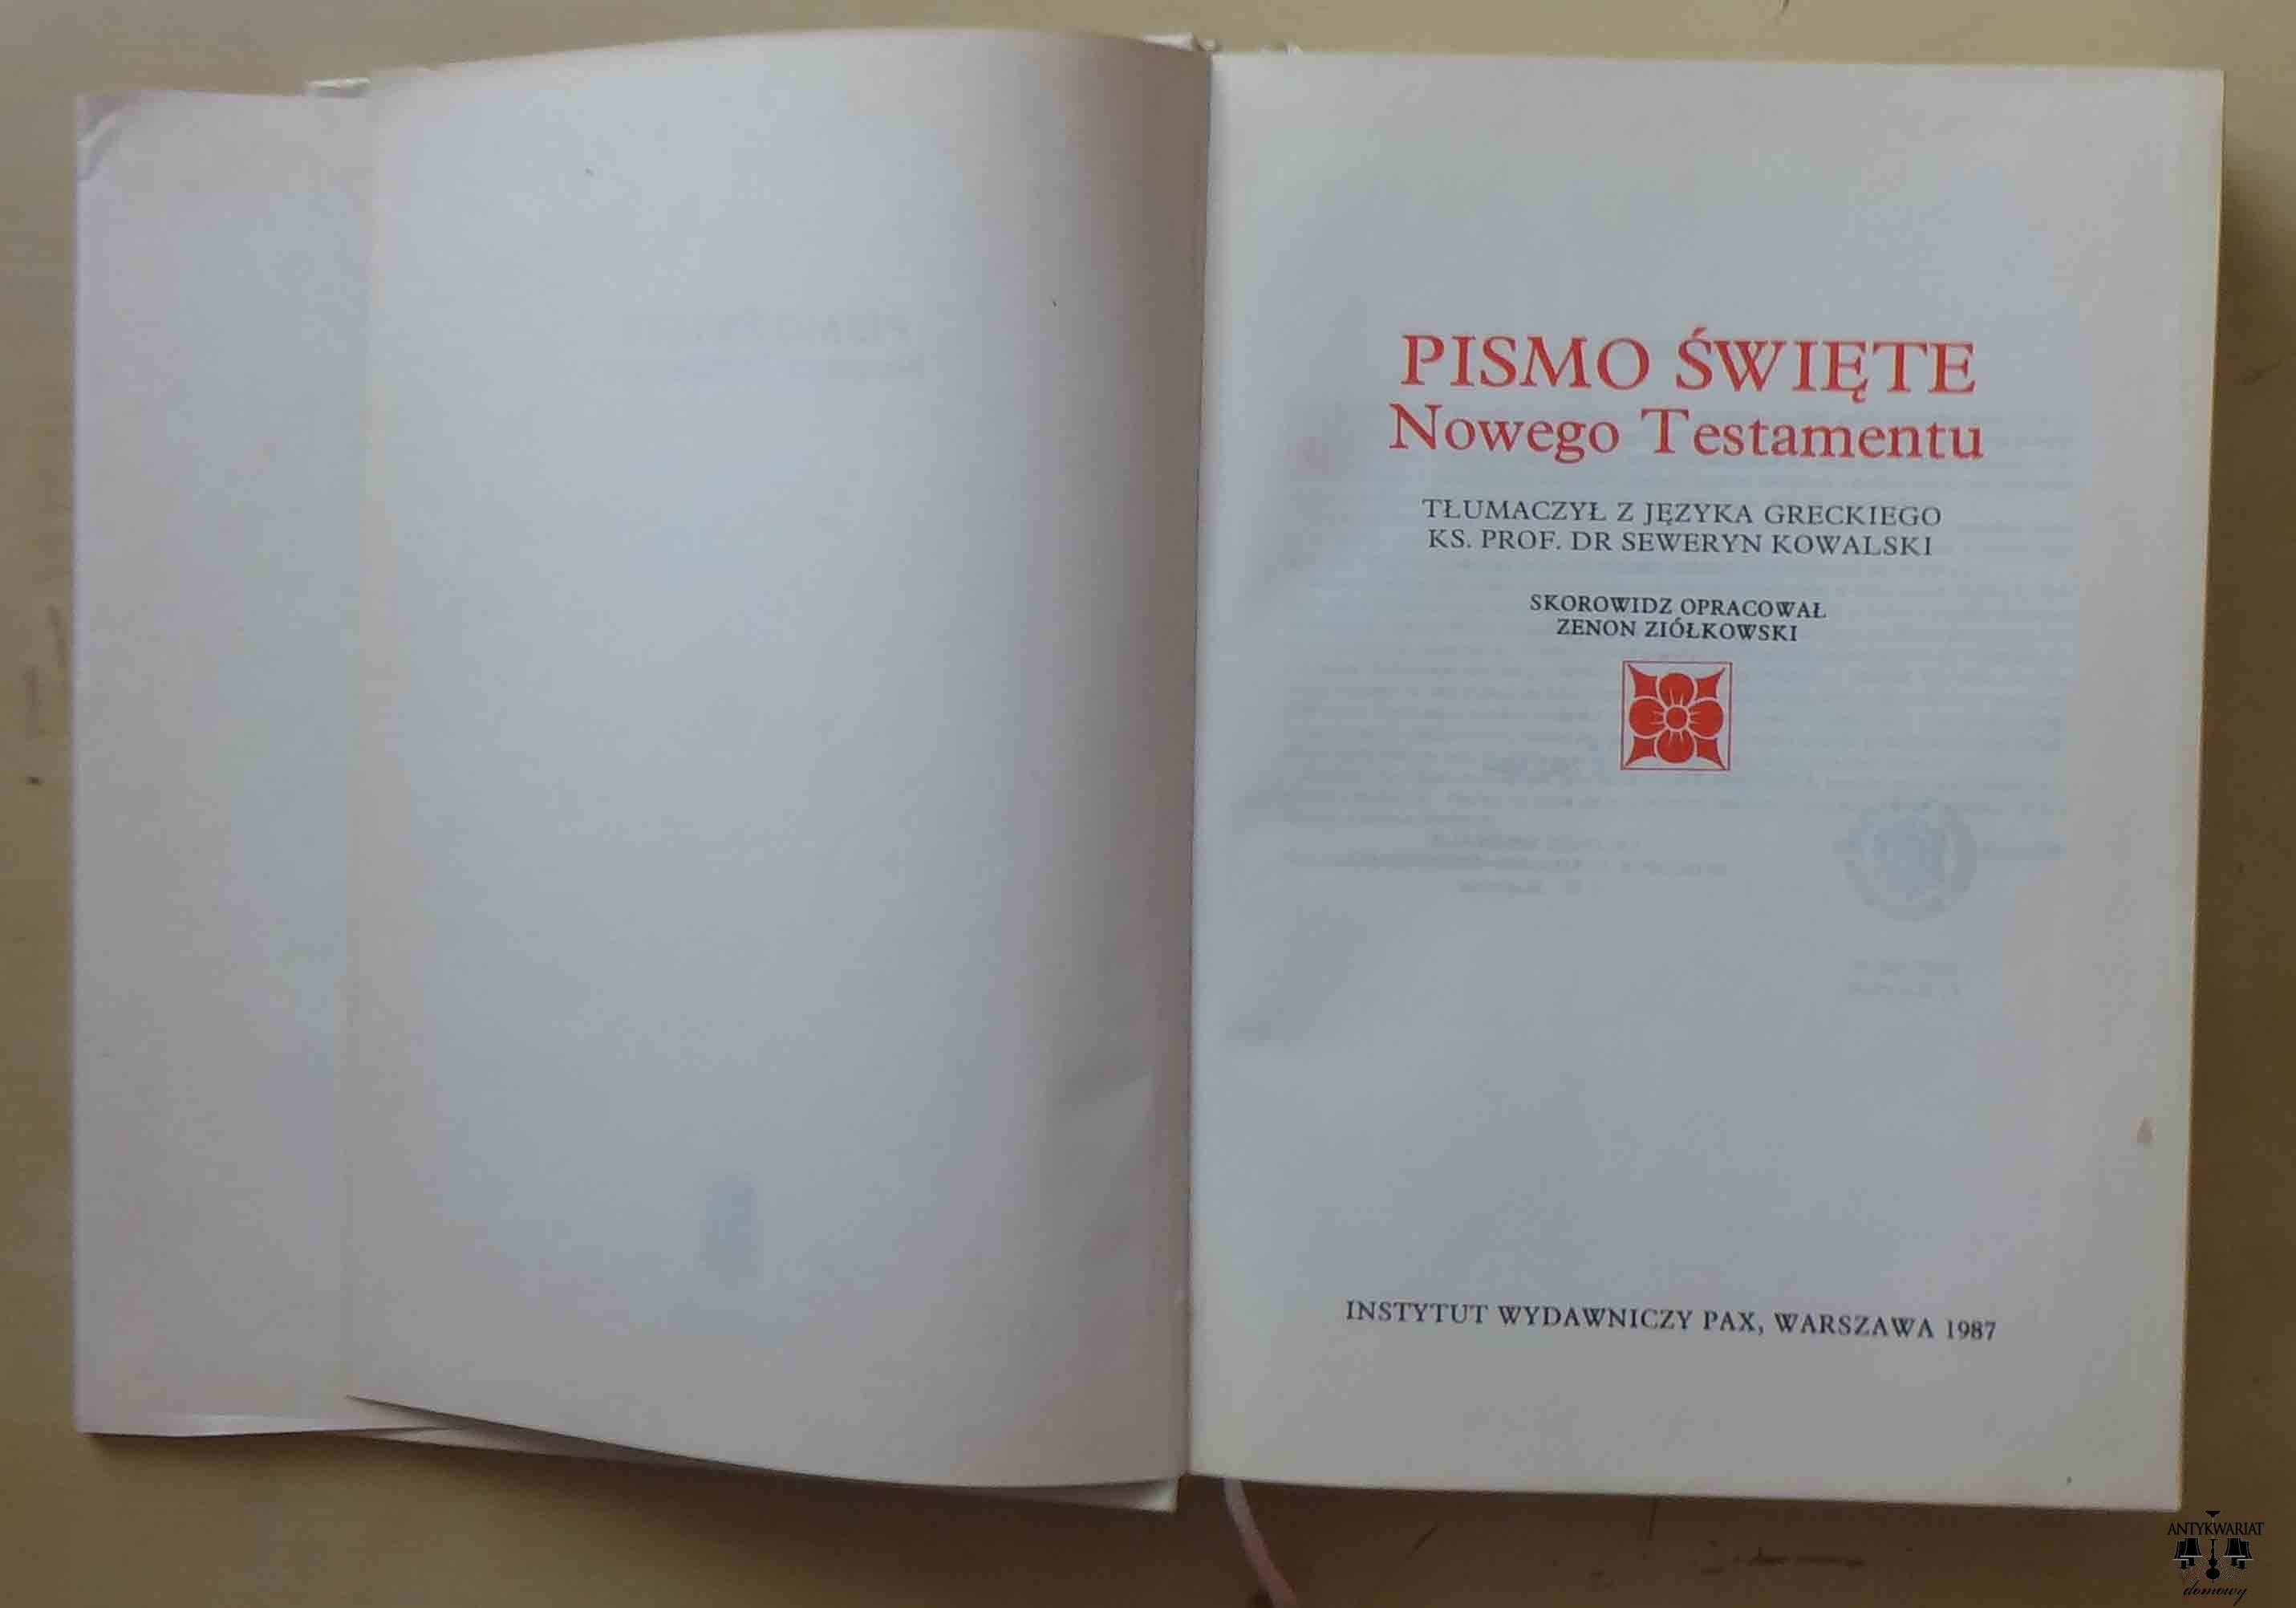 PISMO ŚWIĘTE
Nowego Testamentu
TŁUMACZYŁ Z JĘZYKA GRECKIEGO
KS. PROF. DR SEWERYN KOWALSKI
SKOROWIDZ OPRACOWAŁ
ZENON ZIÓŁKOWSKI
INSTYTUT WYDAWNICZY PAX, WARSZAWA 1987
ANTYKWARIAT
domowy